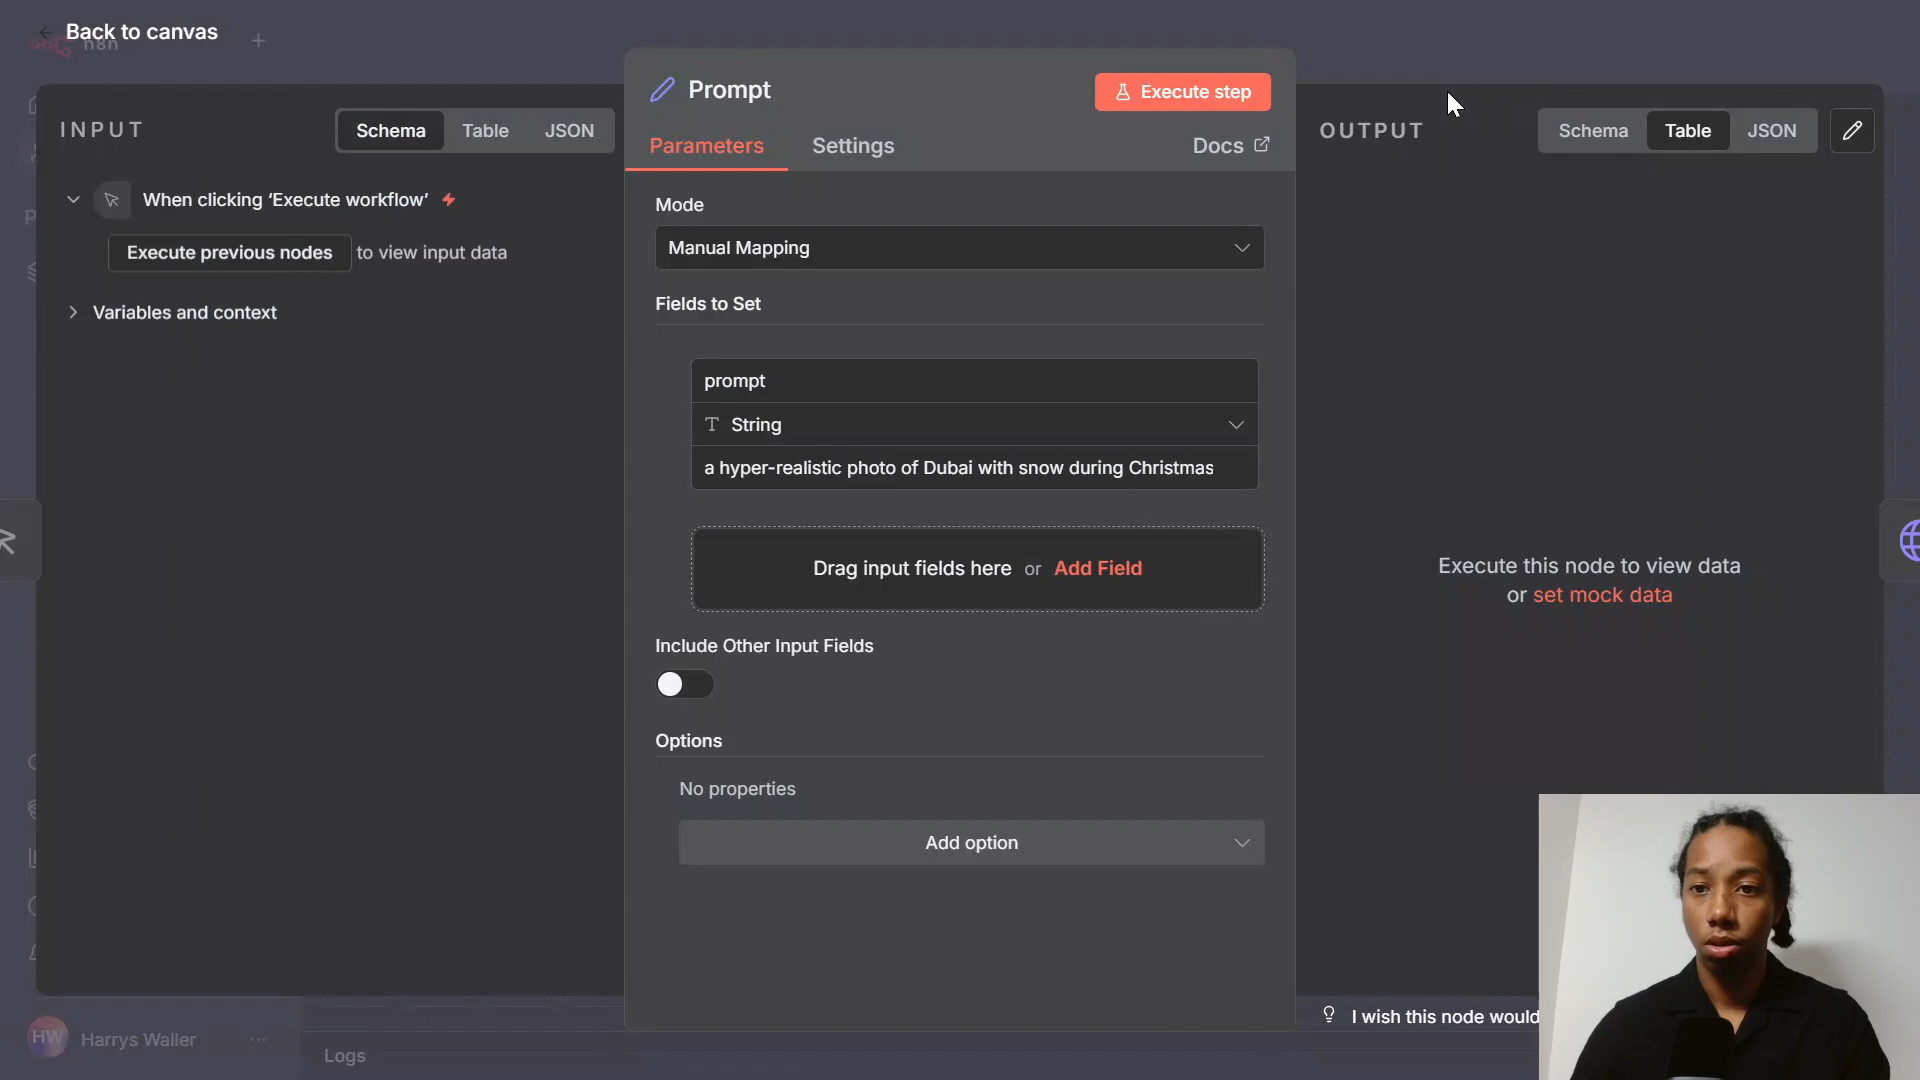 Back to canvas
n8n
INPUT
Schema
Table
JSON
When clicking ‘Execute workflow’
Execute previous nodes to view input data
Variables and context
Prompt
Execute step
Parameters
Settings
Docs
Mode
Manual Mapping
Fields to Set
prompt
String
a hyper-realistic photo of Dubai with snow during Christmas
Drag input fields here or Add Field
Include Other Input Fields
Options
No properties
Add option
OUTPUT
Schema
Table
JSON
Execute this node to view data
or set mock data
I wish this node would
HW
Harrys Waller
Logs